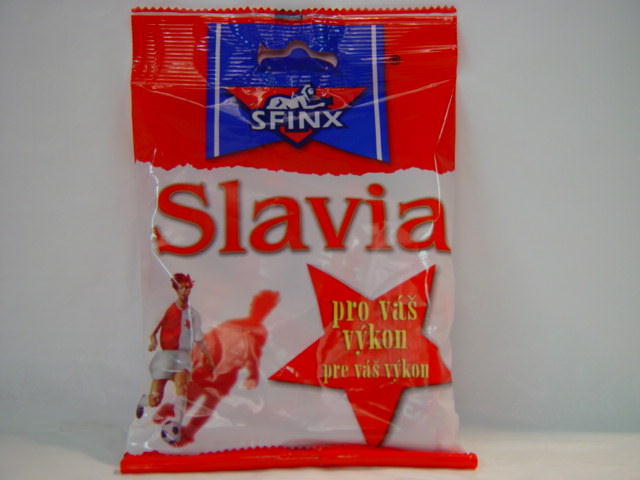 SFINX
Slavia
pro váš
výkon
pre váš výkon